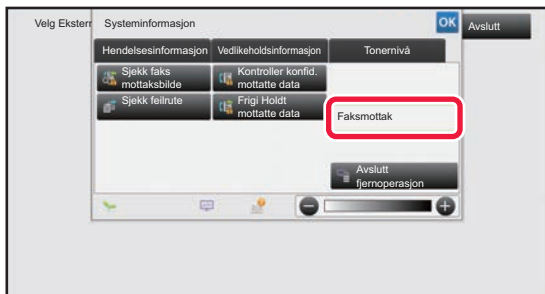 Velg Ekstern
Systeminformasjon
OK
Avslutt
Hendelsesinformasjon
Vedlikeholdsinformasjon
Tonernivå
Sjekk faks
mottaksbilde
Kontroller konfid.
mottatte data
Sjekk feilrute
Frigi Holdt
mottatte data
Faksmottak
Avslutt
fjernoperasjon